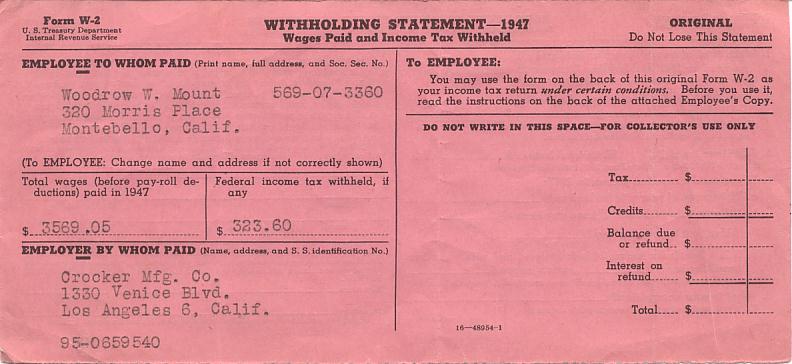 Form W-2
U. S. Treasury Department
Internal Revenue Service
WITHHOLDING STATEMENT—1947
Wages Paid and Income Tax Withheld
ORIGINAL
Do Not Lose This Statement
EMPLOYEE TO WHOM PAID (Print name, full address, and Soc. Sec. No.)
Woodrow W. Mount 569-07-3360
320 Morris Place
Montebello, Calif.
(To EMPLOYEE: Change name and address if not correctly shown)
Total wages (before pay-roll de-
ductions) paid in 1947
$ 3569.05
Federal income tax withheld, if
any
$ 323.60
EMPLOYER BY WHOM PAID (Name, address, and S. S. identification No.)
Crocker Mfg. Co.
1330 Venice Blvd.
Los Angeles 6, Calif.
95-0659540
To EMPLOYEE:
You may use the form on the back of this original Form W-2 as
your income tax return under certain conditions. Before you use it,
read the instructions on the back of the attached Employee's Copy.
DO NOT WRITE IN THIS SPACE—FOR COLLECTOR'S USE ONLY
Tax $
Credits $
Balance due
or refund $
Interest on
refund $
Total $
16—48954-1